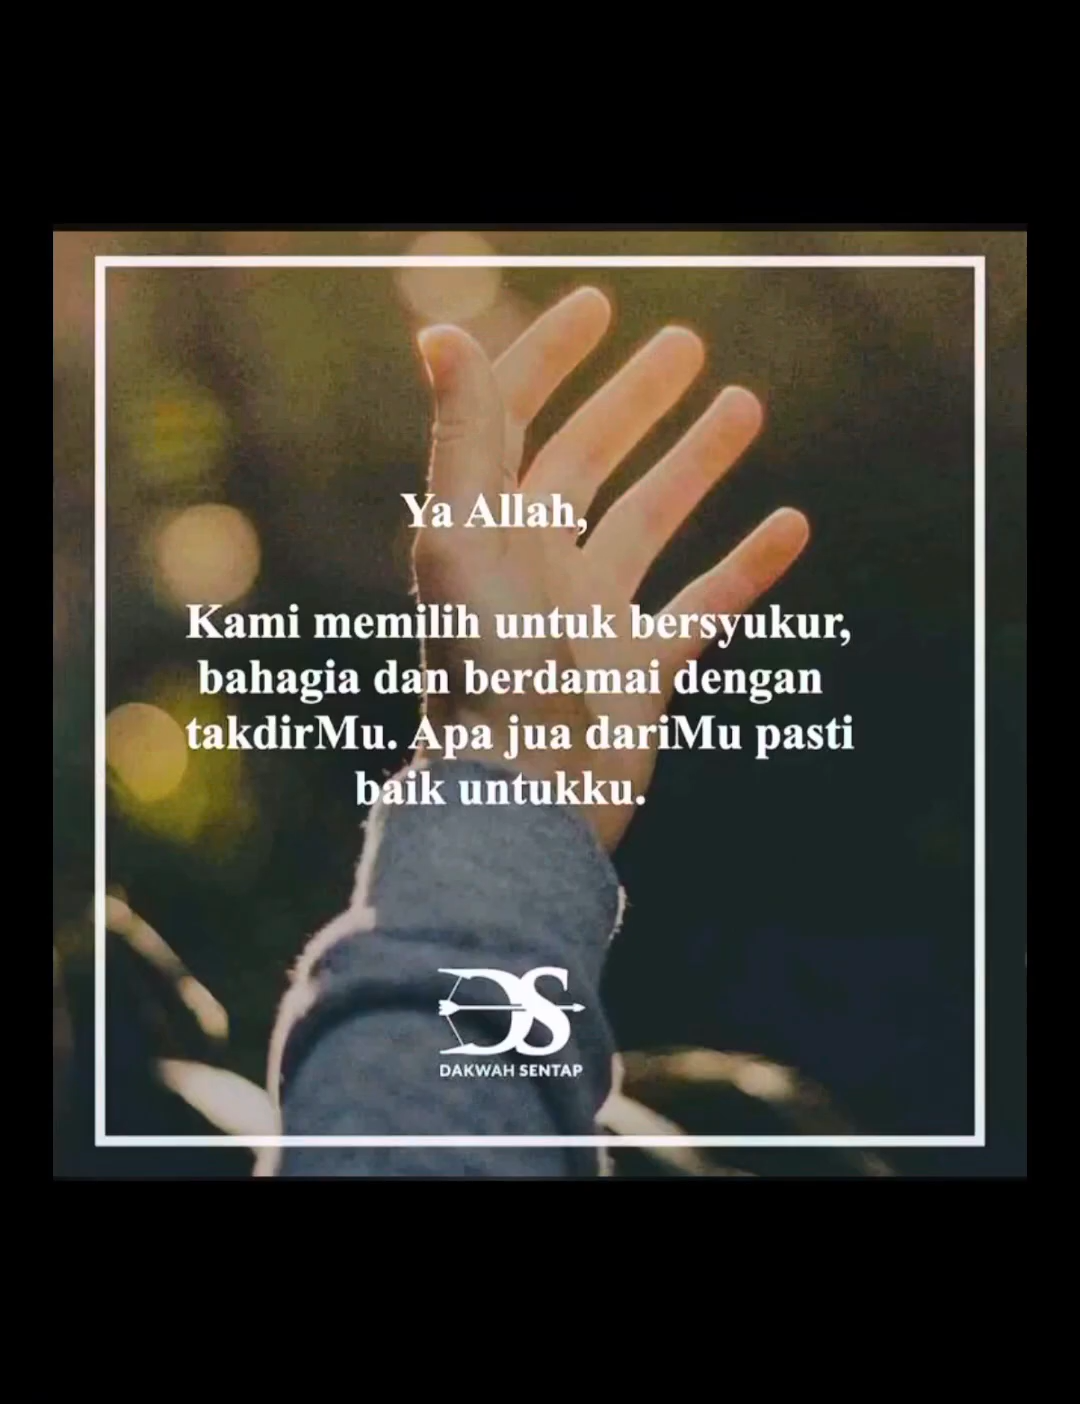 Ya Allah,
Kami memilih untuk bersyukur,
bahagia dan berdamai dengan
takdirMu. Apa jua dariMu pasti
baik untukku.
DS
DAKWAH SENTAP